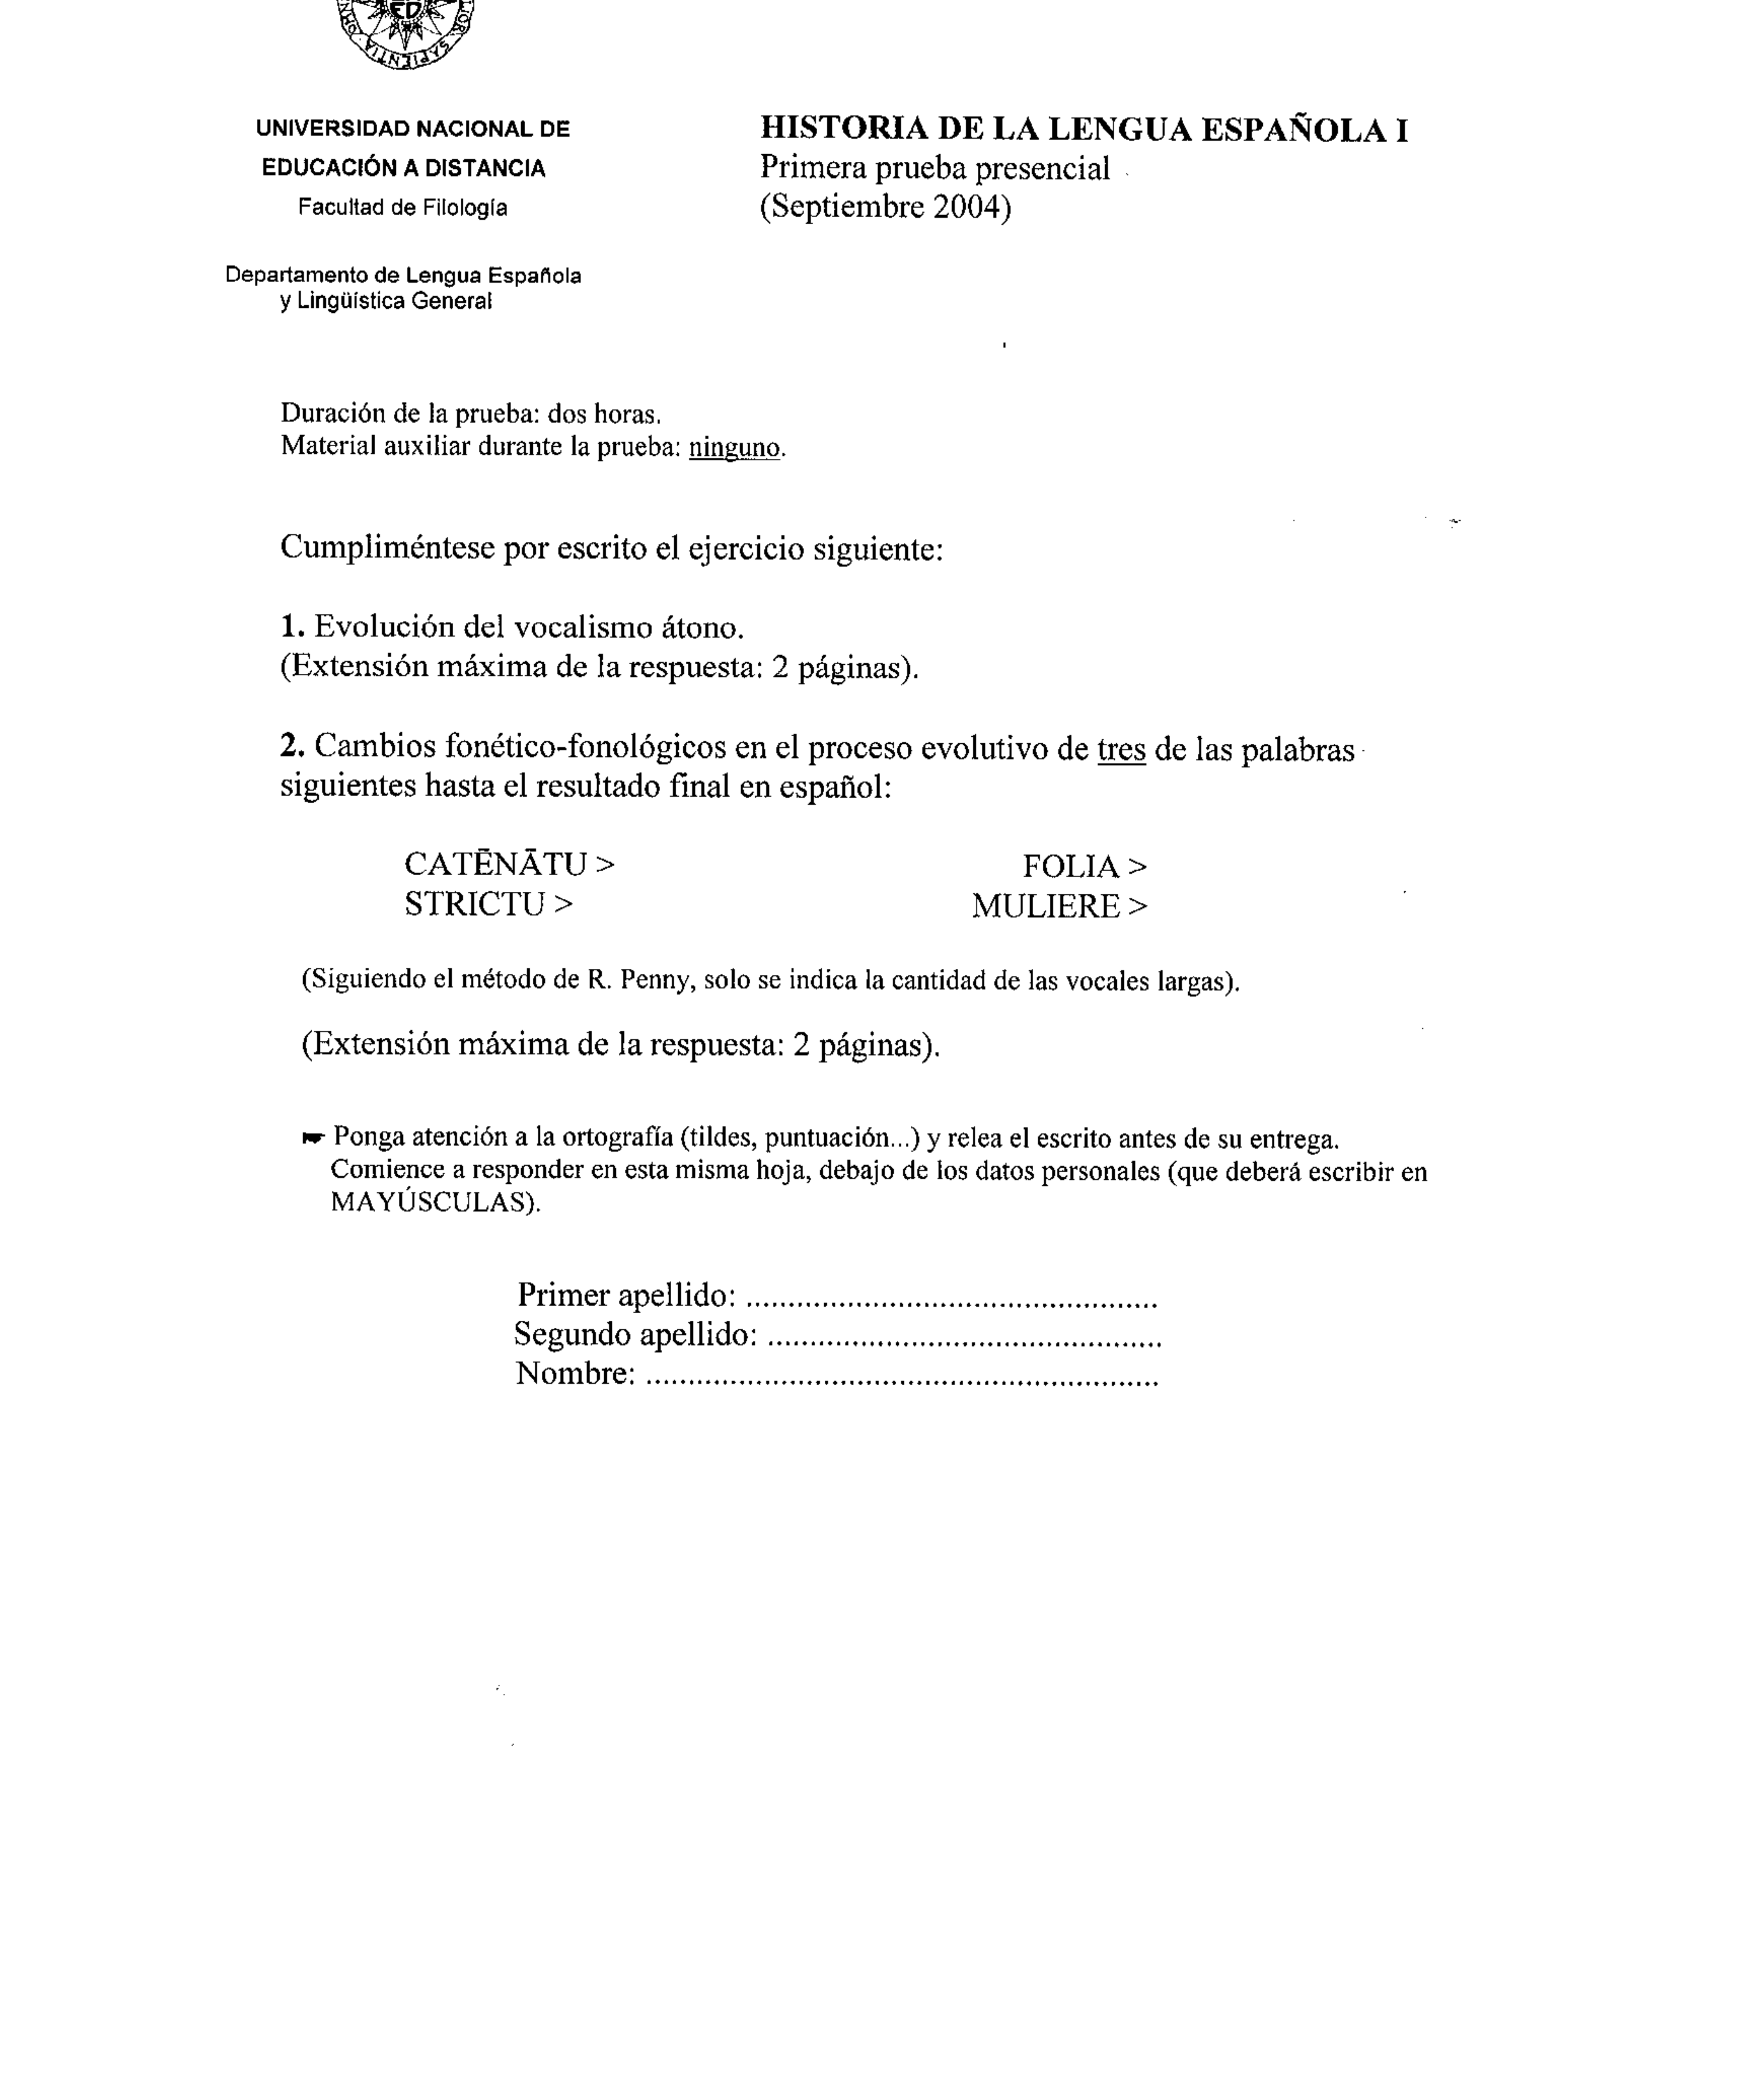 ED
SAPIENTIA
UNIVERSIDAD NACIONAL DE
EDUCACIÓN A DISTANCIA
Facultad de Filología
Departamento de Lengua Española
y Lingüística General
HISTORIA DE LA LENGUA ESPAÑOLA I
Primera prueba presencial
(Septiembre 2004)
Duración de la prueba: dos horas.
Material auxiliar durante la prueba: ninguno.
Cumpliméntese por escrito el ejercicio siguiente:
1. Evolución del vocalismo átono.
(Extensión máxima de la respuesta: 2 páginas).
2. Cambios fonético-fonológicos en el proceso evolutivo de tres de las palabras
siguientes hasta el resultado final en español:
CATĒNĀTU > FOLIA >
STRICTU > MULIERE >
(Siguiendo el método de R. Penny, solo se indica la cantidad de las vocales largas).
(Extensión máxima de la respuesta: 2 páginas).
☛ Ponga atención a la ortografía (tildes, puntuación...) y relea el escrito antes de su entrega.
Comience a responder en esta misma hoja, debajo de los datos personales (que deberá escribir en
MAYÚSCULAS).
Primer apellido: ..................................................
Segundo apellido: ................................................
Nombre: ...............................................................